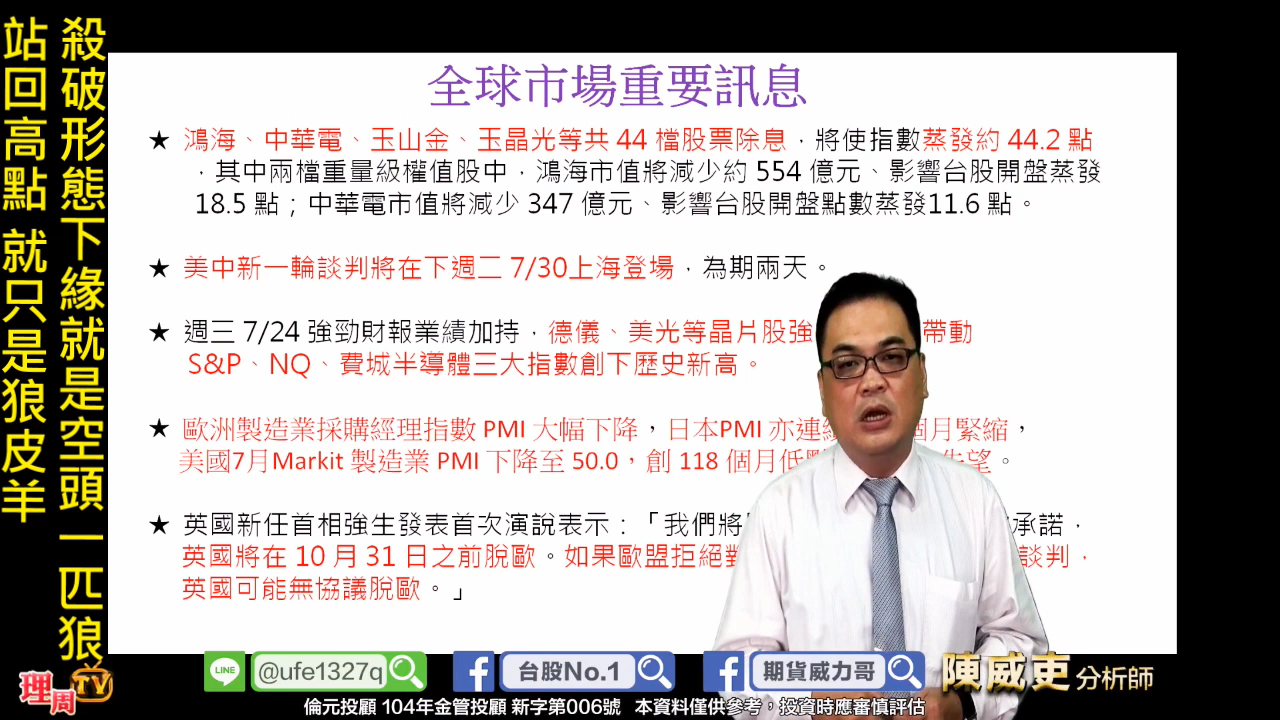 殺破形態下緣就是空頭一匹狼
站回高點 就只是狼皮羊
全球市場重要訊息
★ 鴻海、中華電、玉山金、玉晶光等共 44 檔股票除息，將使指數蒸發約 44.2 點
，其中兩檔重量級權值股中，鴻海市值將減少約 554 億元、影響台股開盤蒸發
18.5 點；中華電市值將減少 347 億元、影響台股開盤點數蒸發11.6 點。
★ 美中新一輪談判將在下週二 7/30上海登場，為期兩天。
★ 週三 7/24 強勁財報業績加持，德儀、美光等晶片股強 帶動
S&P、NQ、費城半導體三大指數創下歷史新高。
★ 歐洲製造業採購經理指數 PMI 大幅下降，日本PMI 亦連 個月緊縮，
美國7月Markit 製造業 PMI 下降至 50.0，創 118 個月低 失望。
★ 英國新任首相強生發表首次演說表示：「我們將 承諾，
英國將在 10 月 31 日之前脫歐。如果歐盟拒絕 談判，
英國可能無協議脫歐。」
理周TV
LINE @ufe1327q
台股No.1
期貨威力哥
陳威吏 分析師
倫元投顧 104年金管投顧 新字第006號 本資料僅供參考，投資時應審慎評估